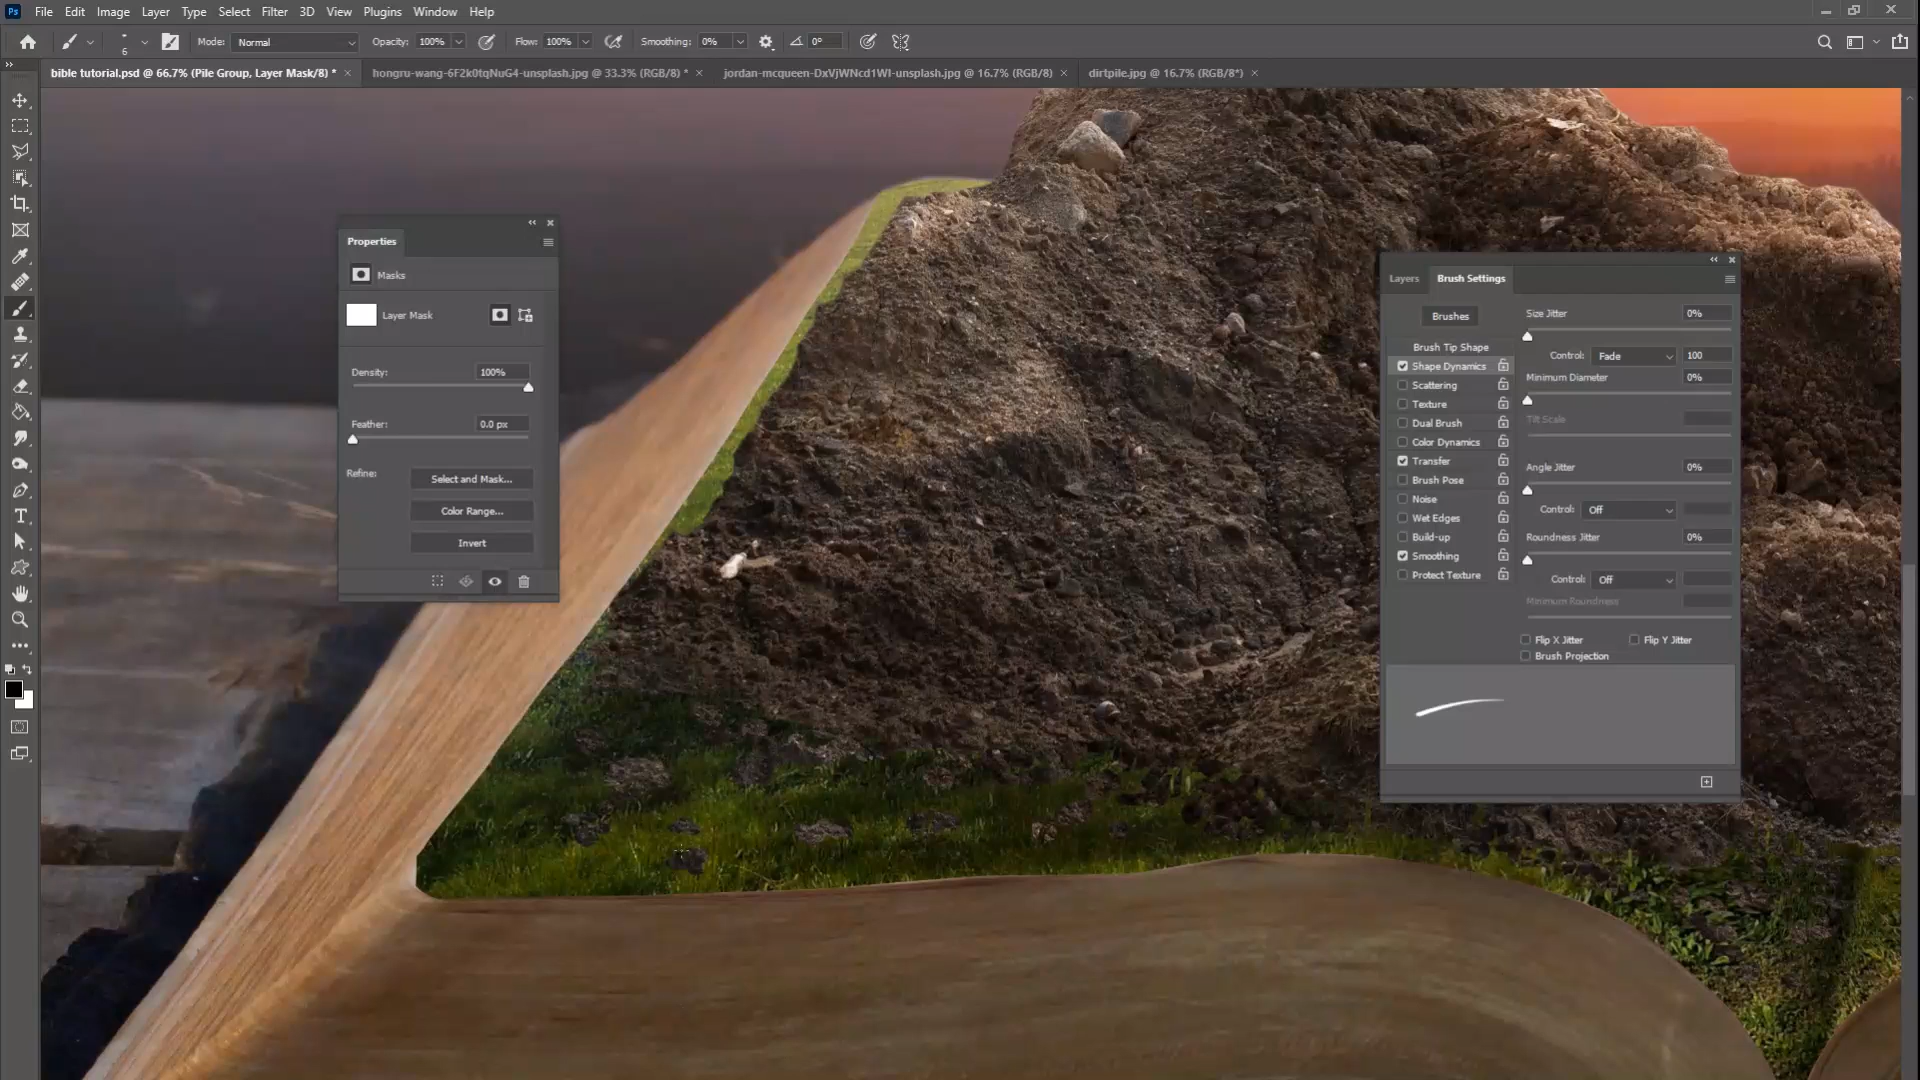 Ps File Edit Image Layer Type Select Filter 3D View Plugins Window Help
6 Mode: Normal Opacity: 100% Flow: 100% Smoothing: 0% 0°
bible tutorial.psd @ 66.7% (Pile Group, Layer Mask/8) * × hongru-wang-6F2k0tqNuG4-unsplash.jpg @ 33.3% (RGB/8) * × jordan-mcqueen-DxVjWNcd1WI-unsplash.jpg @ 16.7% (RGB/8) × dirtpile.jpg @ 16.7% (RGB/8*) ×
Properties
Masks
Layer Mask
Density: 100%
Feather: 0.0 px
Refine: Select and Mask...
Color Range...
Invert
Layers Brush Settings
Brushes
Brush Tip Shape
Shape Dynamics
Scattering
Texture
Dual Brush
Color Dynamics
Transfer
Brush Pose
Noise
Wet Edges
Build-up
Smoothing
Protect Texture
Size Jitter 0%
Control: Fade 100
Minimum Diameter 0%
Tilt Scale
Angle Jitter 0%
Control: Off
Roundness Jitter 0%
Control: Off
Minimum Roundness
Flip X Jitter Flip Y Jitter
Brush Projection